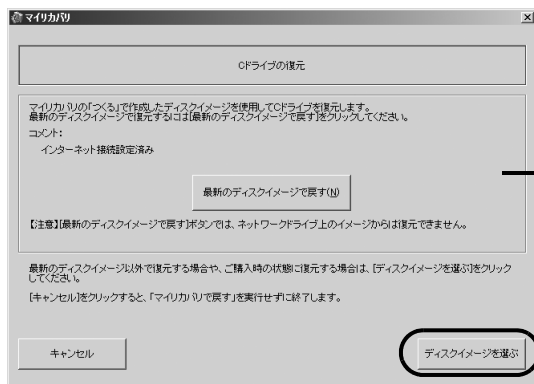 マイリカバリ
Cドライブの復元
マイリカバリの「つくる」で作成したディスクイメージを使用してCドライブを復元します。
最新のディスクイメージで復元するには[最新のディスクイメージで戻す]をクリックしてください。
コメント:
インターネット接続設定済み
最新のディスクイメージで戻す(N)
【注意】[最新のディスクイメージで戻す]ボタンでは、ネットワークドライブ上のイメージからは復元できません。
最新のディスクイメージ以外で復元する場合や、ご購入時の状態に復元する場合は、[ディスクイメージを選ぶ]をクリック
してください。
[キャンセル]をクリックすると、「マイリカバリで戻す」を実行せずに終了します。
キャンセル
ディスクイメージを選ぶ